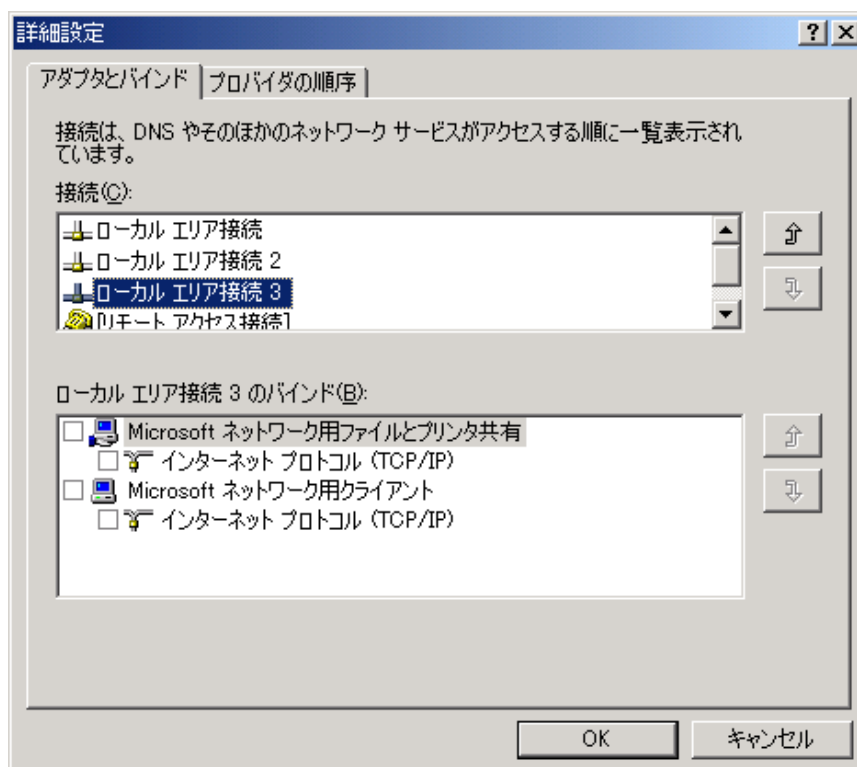 詳細設定
アダプタとバインド
プロバイダの順序
接続は、DNS やそのほかのネットワーク サービスがアクセスする順に一覧表示され
ています。
接続(C):
ローカル エリア接続
ローカル エリア接続 2
ローカル エリア接続 3
[リモート アクセス接続]
ローカル エリア接続 3 のバインド(B):
Microsoft ネットワーク用ファイルとプリンタ共有
インターネット プロトコル (TCP/IP)
Microsoft ネットワーク用クライアント
インターネット プロトコル (TCP/IP)
OK
キャンセル